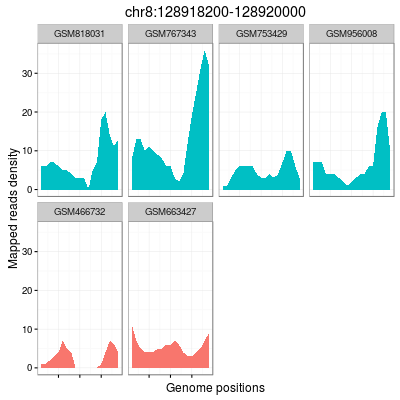 chr8:128918200-128920000
GSM818031 GSM767343 GSM753429 GSM956008
30
20
10
0
GSM466732 GSM663427
30
20
10
0
Mapped reads density
Genome positions